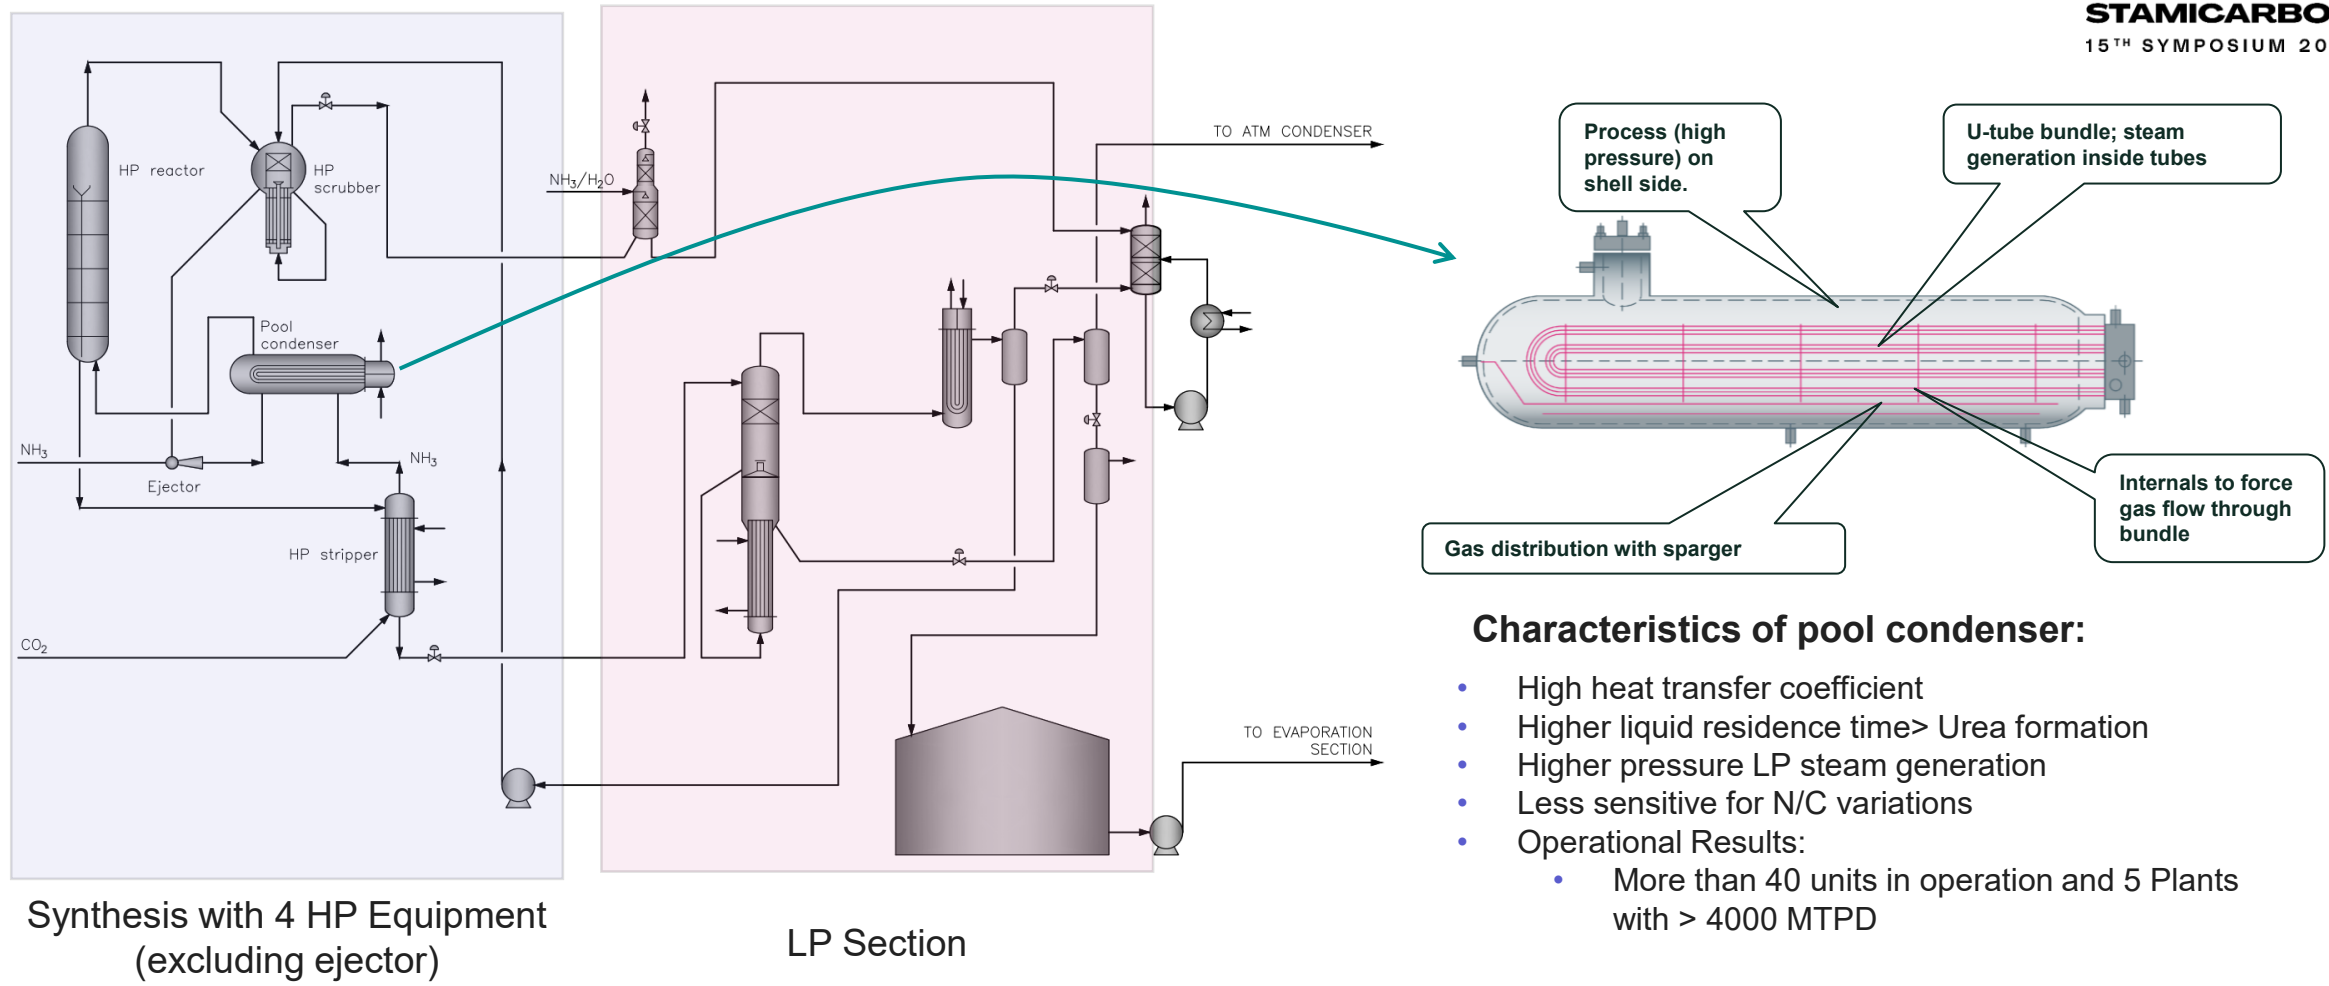 STAMICARBO
15TH SYMPOSIUM 20
HP reactor
HP
scrubber
Pool
condenser
NH3
Ejector
NH3
HP stripper
CO2
Synthesis with 4 HP Equipment
(excluding ejector)
NH3/H2O
TO ATM CONDENSER
TO EVAPORATION
SECTION
LP Section
Process (high
pressure) on
shell side.
U-tube bundle; steam
generation inside tubes
Gas distribution with sparger
Internals to force
gas flow through
bundle
Characteristics of pool condenser:
• High heat transfer coefficient
• Higher liquid residence time> Urea formation
• Higher pressure LP steam generation
• Less sensitive for N/C variations
• Operational Results:
• More than 40 units in operation and 5 Plants
with > 4000 MTPD